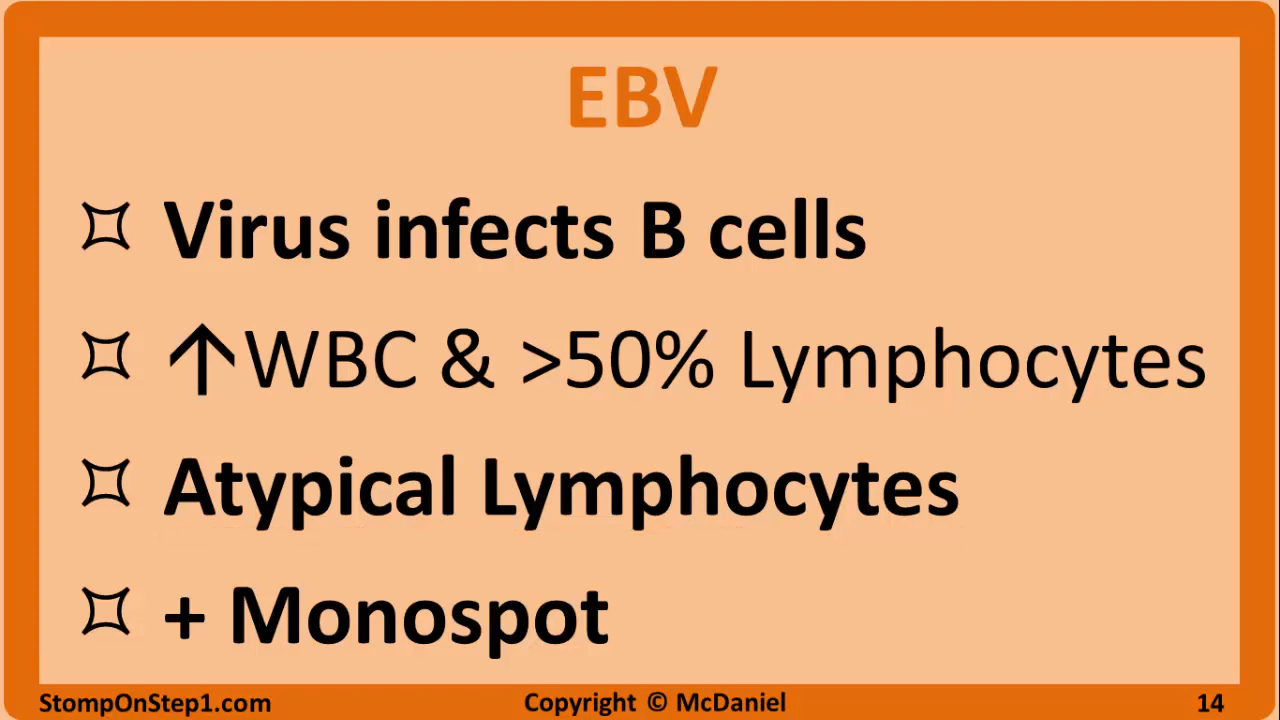 EBV
Virus infects B cells
↑WBC & >50% Lymphocytes
Atypical Lymphocytes
+ Monospot
StompOnStep1.com
Copyright © McDaniel
14